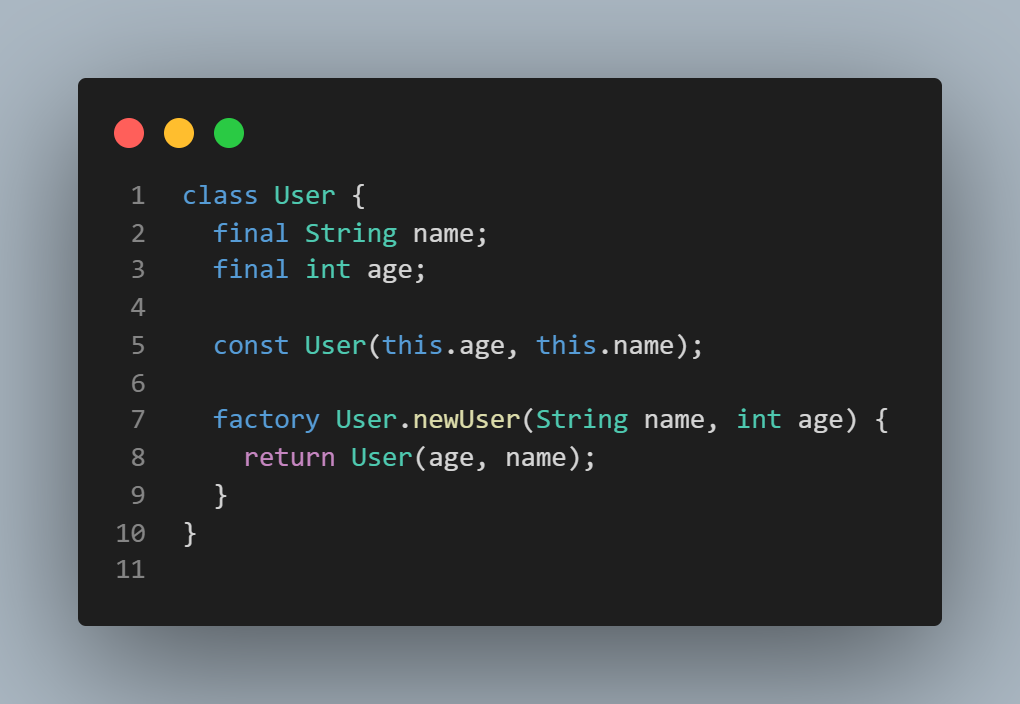 1 class User {
2   final String name;
3   final int age;
4
5   const User(this.age, this.name);
6
7   factory User.newUser(String name, int age) {
8     return User(age, name);
9   }
10 }
11